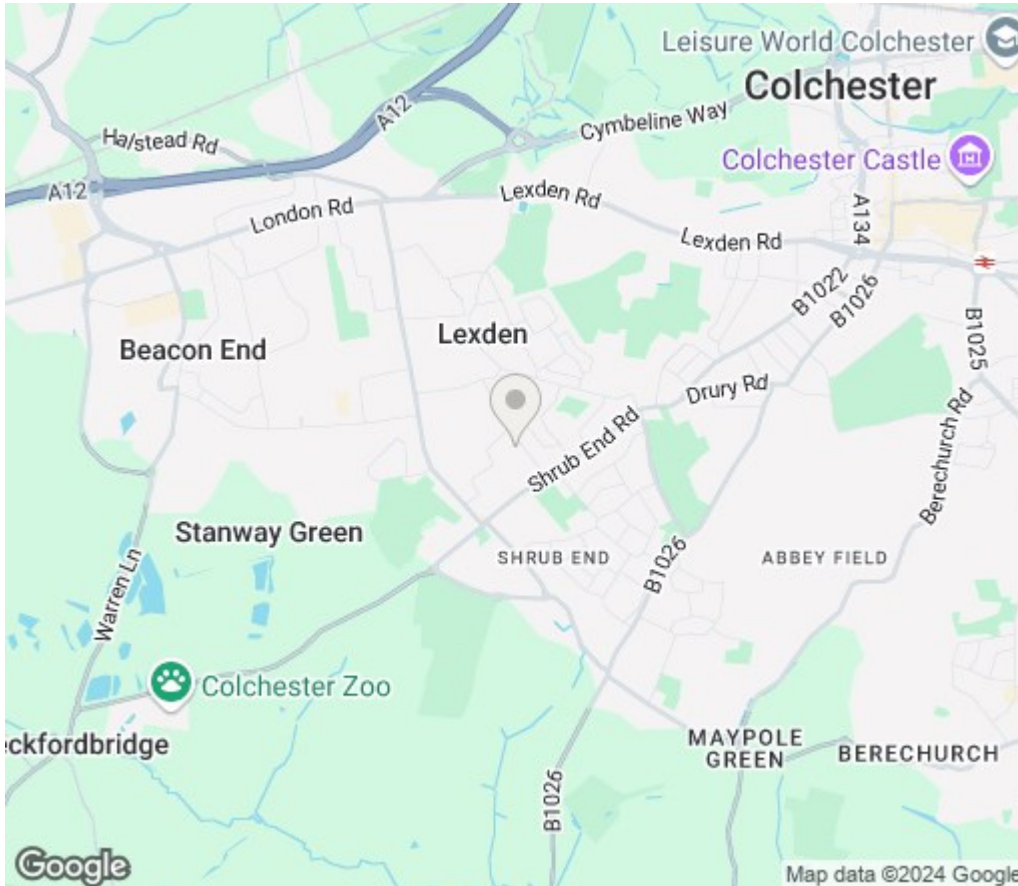 Leisure World Colchester
Colchester
A12
Cymbeline Way
Halstead Rd
Colchester Castle
A12
London Rd
Lexden Rd
A134
Lexden Rd
B1022
B1026
B1025
Lexden
Beacon End
Drury Rd
Shrub End Rd
Berechurch Rd
Stanway Green
SHRUB END
B1026
ABBEY FIELD
Warren Ln
Colchester Zoo
eckfordbridge
MAYPOLE
GREEN
BERECHURCH
B1026
Google
Map data ©2024 Google